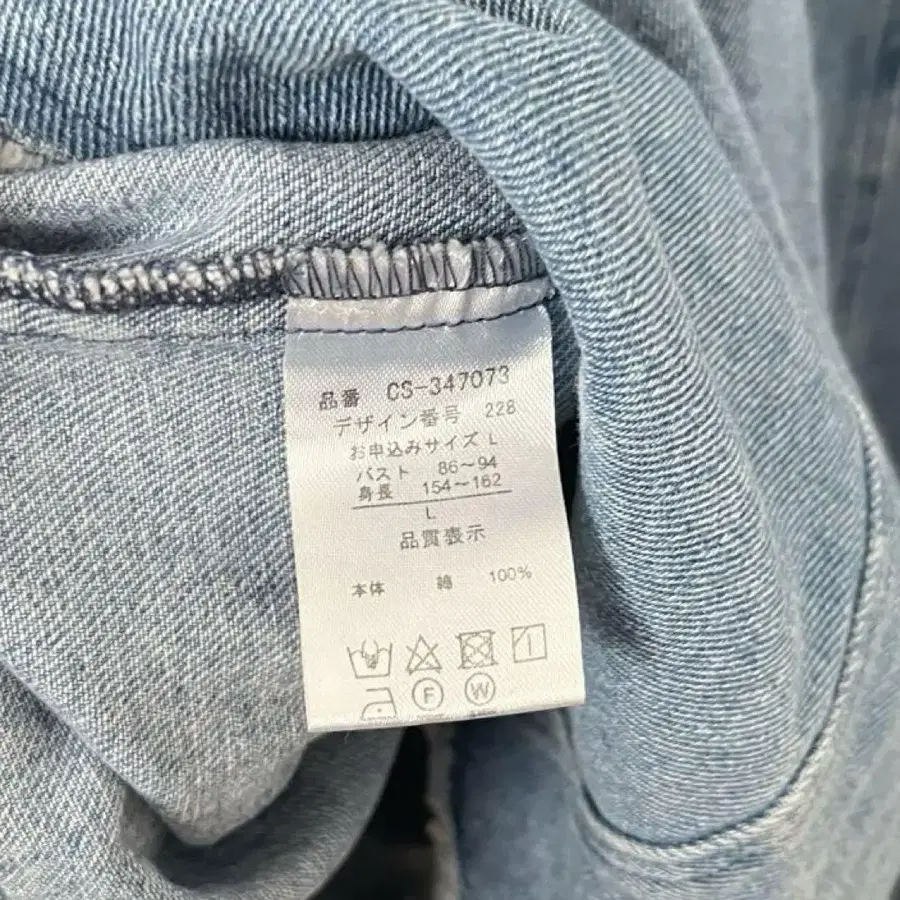 品番 CS-347073
デザイン番号 228
お申込みサイズ L
バスト 86～94
身長 154～162
L
品質表示
本体 綿 100%
F W